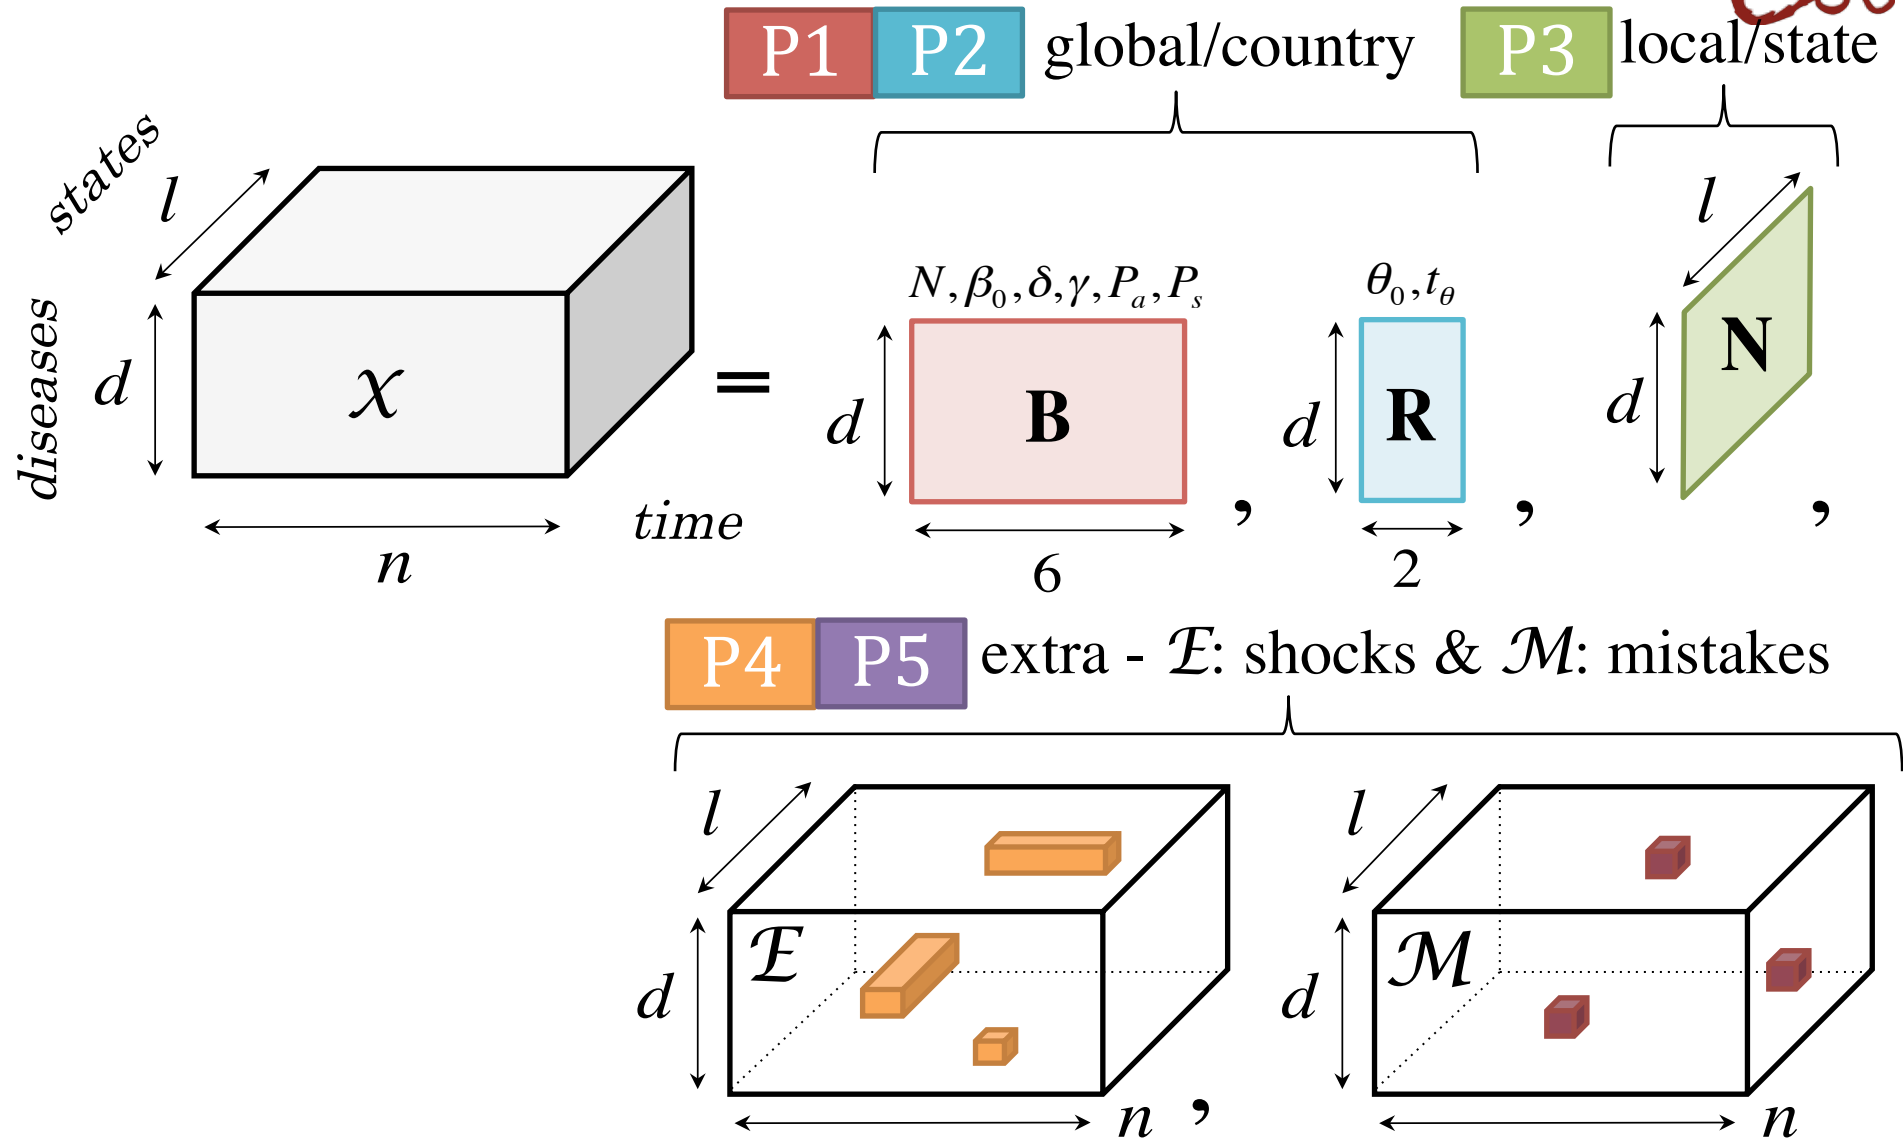 P1 P2 global/country P3 local/state
states
l
l
diseases
d
𝒳
=
N, β₀, δ, γ, Pₐ, Pₛ
d
B
,
θ₀, t_θ
d
R
,
d
N
,
time
n
6
2
P4 P5 extra - ℰ: shocks & ℳ: mistakes
l
l
ℰ
ℳ
d
d
n ,
n